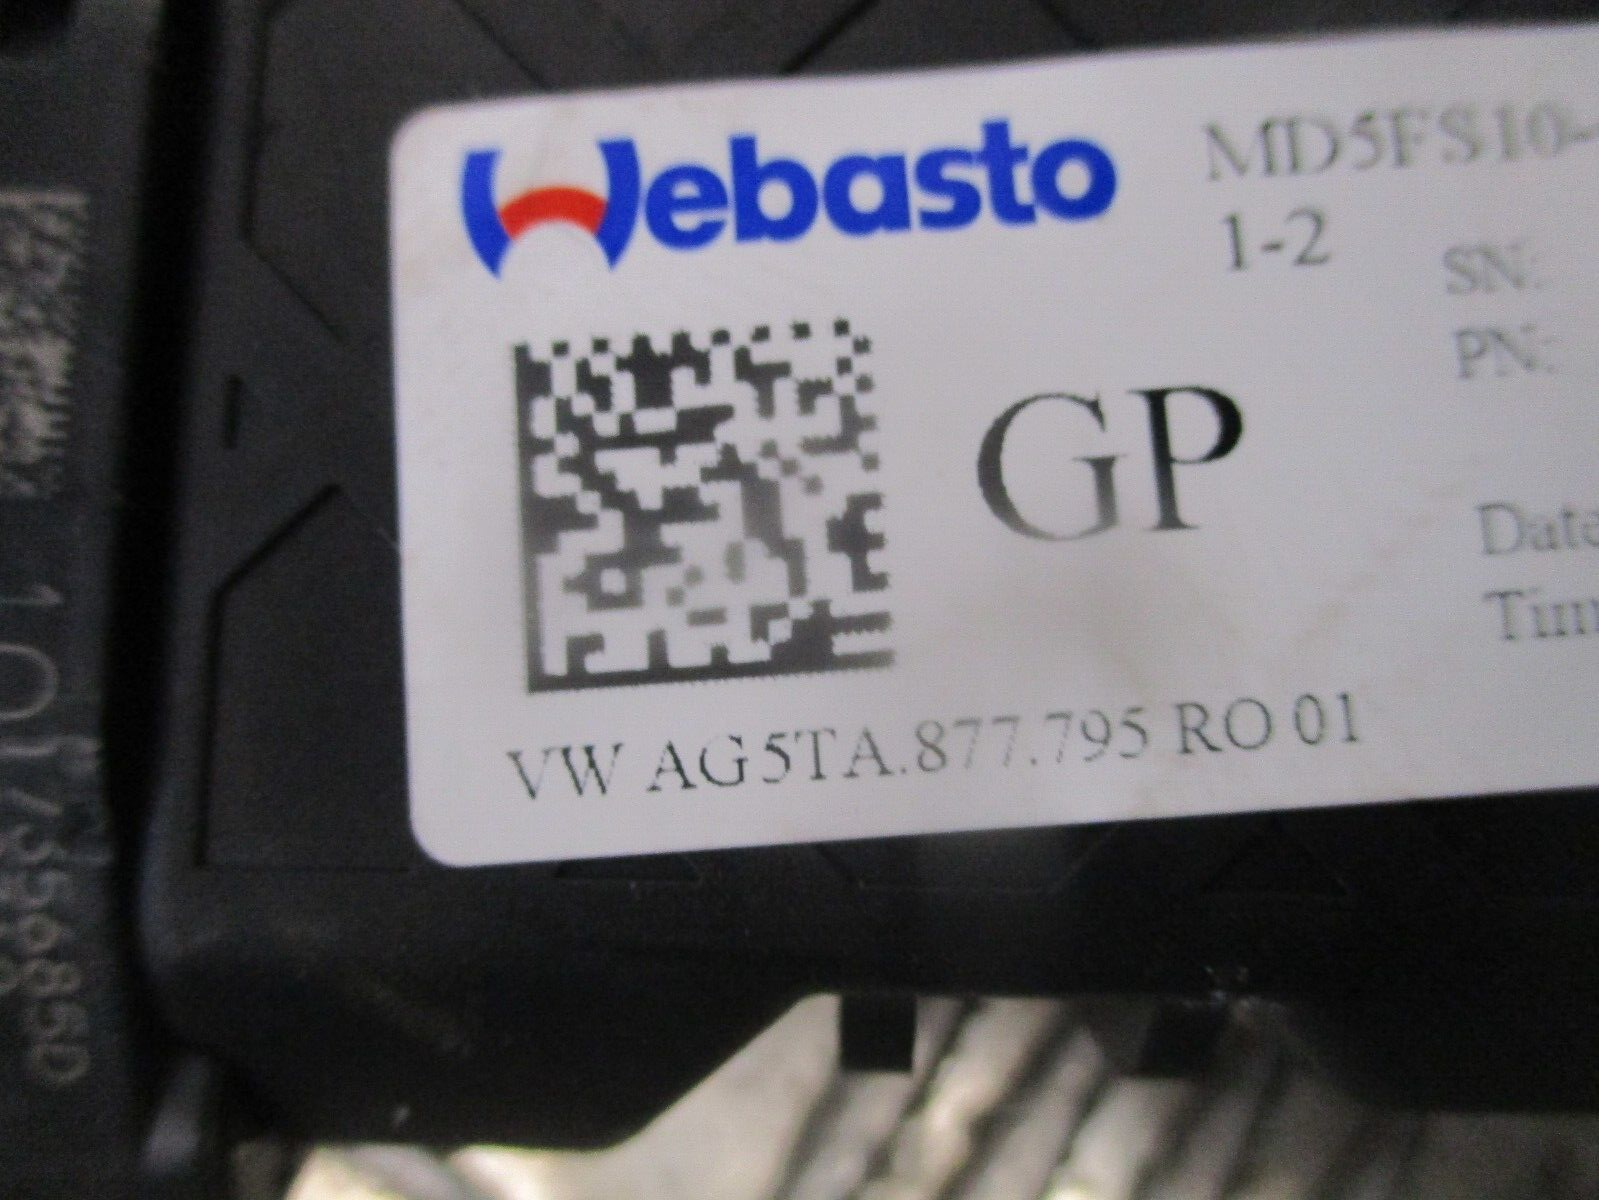 Webasto
MD5FS10-
1-2
SN:
PN:
GP
Date
VW AG5TA.877.795 RO 01